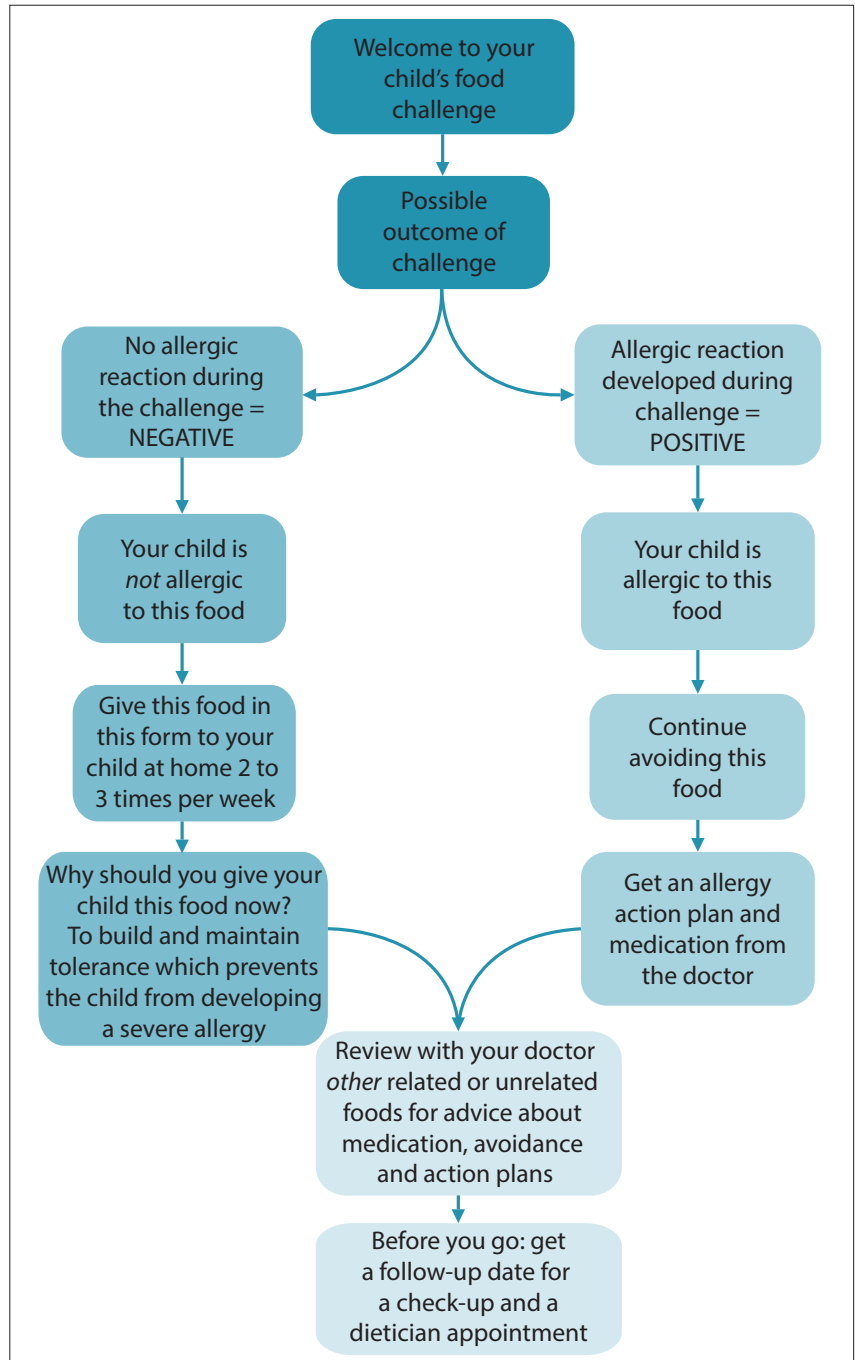 Welcome to your
child's food
challenge
Possible
outcome of
challenge
No allergic
reaction during
the challenge =
NEGATIVE
Your child is
not allergic
to this food
Give this food in
this form to your
child at home 2 to
3 times per week
Why should you give your
child this food now?
To build and maintain
tolerance which prevents
the child from developing
a severe allergy
Allergic reaction
developed during
challenge =
POSITIVE
Your child is
allergic to this
food
Continue
avoiding this
food
Get an allergy
action plan and
medication from
the doctor
Review with your doctor
other related or unrelated
foods for advice about
medication, avoidance
and action plans
Before you go: get
a follow-up date for
a check-up and a
dietician appointment